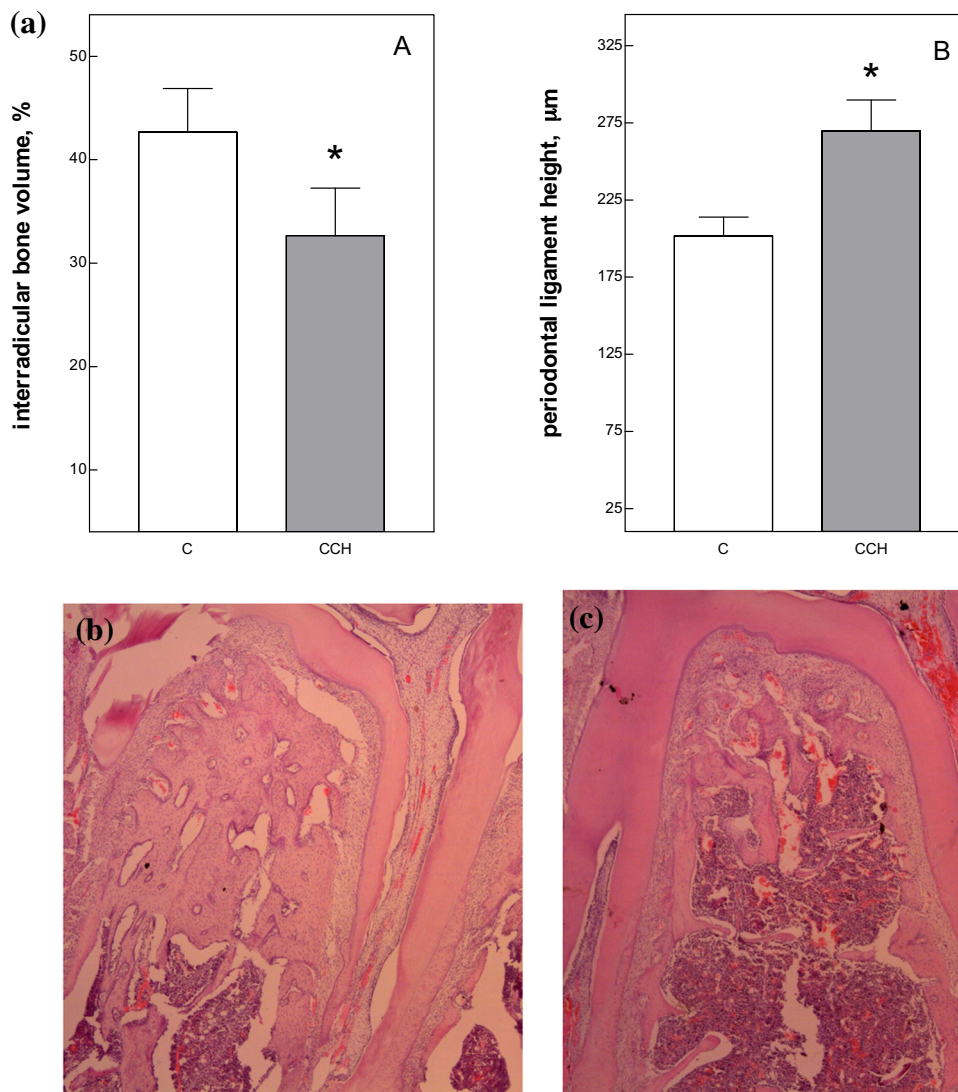 (a)
A
interradicular bone volume, %
50
40
30
20
10
*
C
CCH
B
periodontal ligament height, µm
325
275
225
175
125
75
25
*
C
CCH
(b)
(c)